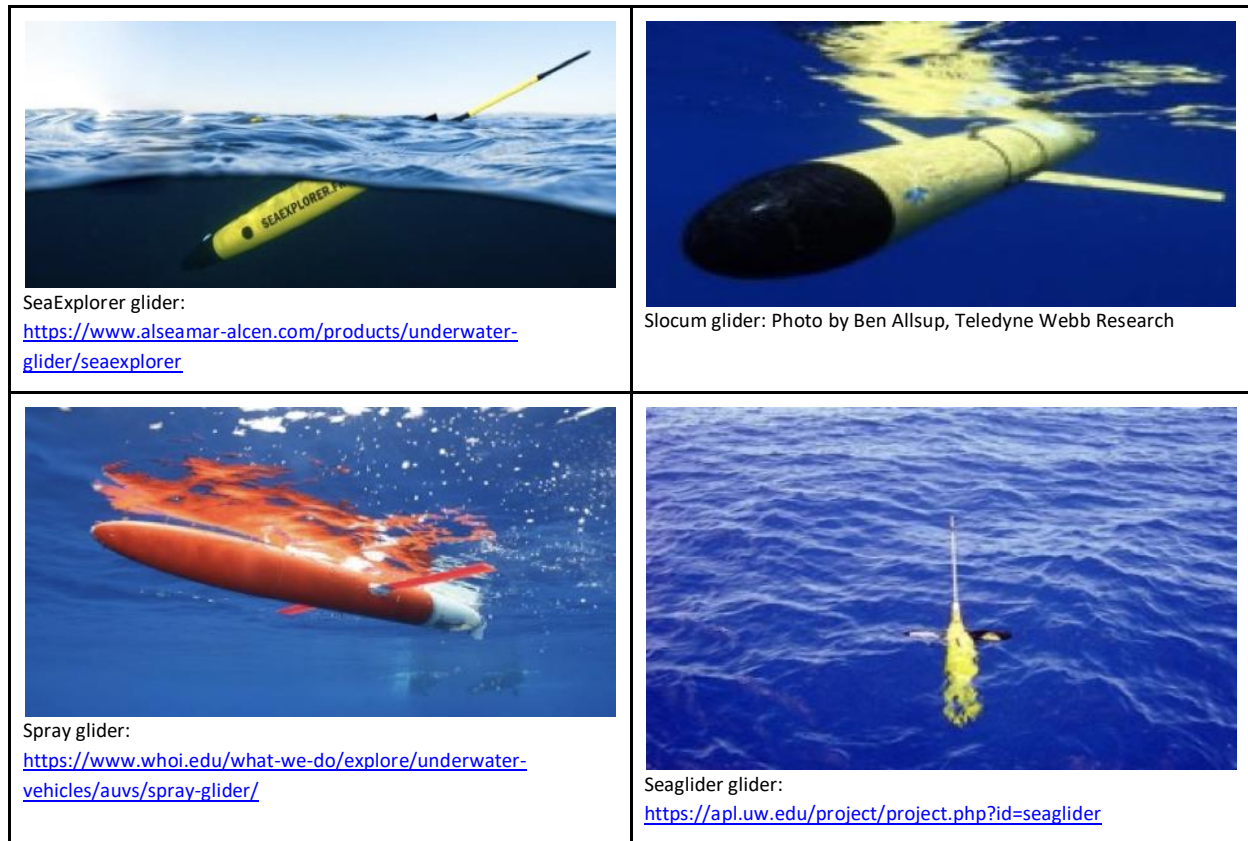 SEAEXPLORER.FR
SeaExplorer glider:
https://www.alseamar-alcen.com/products/underwater-
glider/seaexplorer
Slocum glider: Photo by Ben Allsup, Teledyne Webb Research
Spray glider:
https://www.whoi.edu/what-we-do/explore/underwater-
vehicles/auvs/spray-glider/
Seaglider glider:
https://apl.uw.edu/project/project.php?id=seaglider